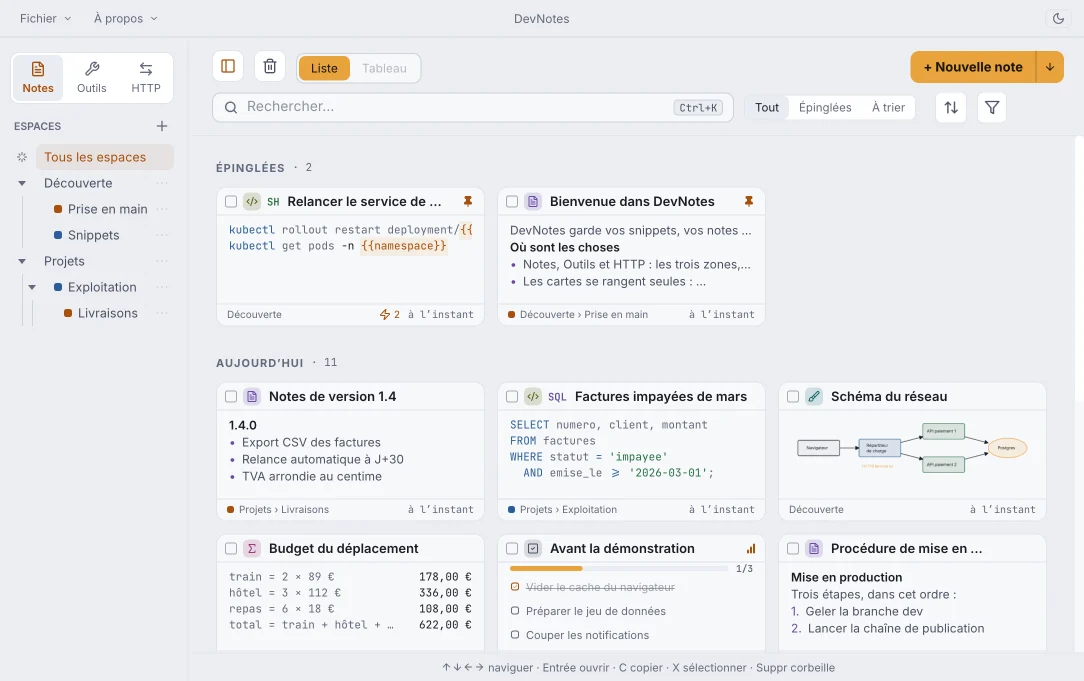 Fichier
À propos
DevNotes
Notes
Outils
HTTP
Liste
Tableau
+ Nouvelle note
Rechercher...
Ctrl+K
Tout
Épinglées
À trier
ESPACES
Tous les espaces
Découverte
Prise en main
Snippets
Projets
Exploitation
Livraisons
ÉPINGLÉES · 2
SH Relancer le service de ...
kubectl rollout restart deployment/{{
kubectl get pods -n {{namespace}}
Découverte
2 à l’instant
Bienvenue dans DevNotes
DevNotes garde vos snippets, vos notes ...
Où sont les choses
• Notes, Outils et HTTP : les trois zones,...
• Les cartes se rangent seules : ...
Découverte › Prise en main
à l’instant
AUJOURD’HUI · 11
Notes de version 1.4
1.4.0
• Export CSV des factures
• Relance automatique à J+30
• TVA arrondie au centime
Projets › Livraisons
à l’instant
SQL Factures impayées de mars
SELECT numero, client, montant
FROM factures
WHERE statut = 'impayee'
AND emise_le >= '2026-03-01';
Projets › Exploitation
à l’instant
Schéma du réseau
Navigateur
Répartiteur
de charge
API paiement 1
API paiement 2
Postgres
Découverte
à l’instant
Budget du déplacement
train = 2 × 89 € 178,00 €
hôtel = 3 × 112 € 336,00 €
repas = 6 × 18 € 108,00 €
total = train + hôtel + … 622,00 €
Avant la démonstration
1/3
Vider le cache du navigateur
Préparer le jeu de données
Couper les notifications
Procédure de mise en ...
Mise en production
Trois étapes, dans cet ordre :
1. Geler la branche dev
2. Lancer la chaîne de publication
↑↓←→ naviguer · Entrée ouvrir · C copier · X sélectionner · Suppr corbeille